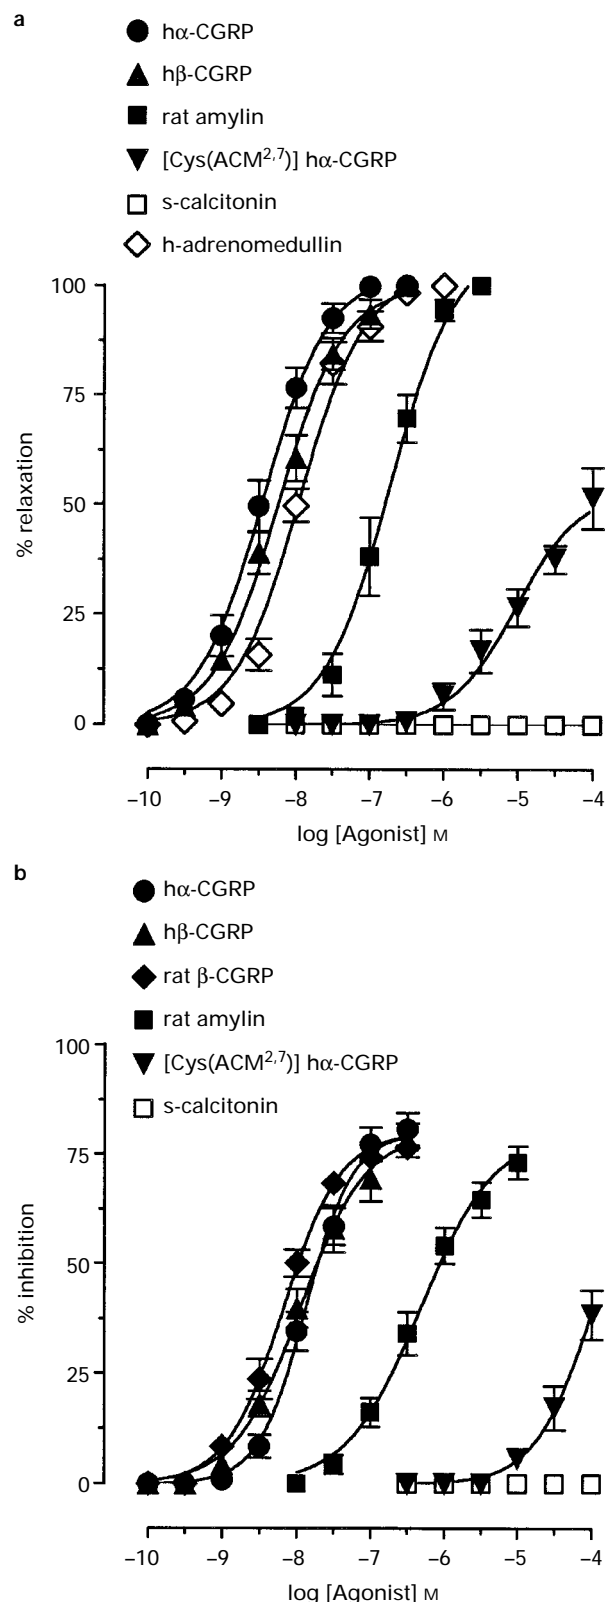 a
hα-CGRP
hβ-CGRP
rat amylin
[Cys(ACM2,7)] hα-CGRP
s-calcitonin
h-adrenomedullin
100
75
50
25
0
% relaxation
–10 –9 –8 –7 –6 –5 –4
log [Agonist] M
b
hα-CGRP
hβ-CGRP
rat β-CGRP
rat amylin
[Cys(ACM2,7)] hα-CGRP
s-calcitonin
100
75
50
25
0
% inhibition
–10 –9 –8 –7 –6 –5 –4
log [Agonist] M